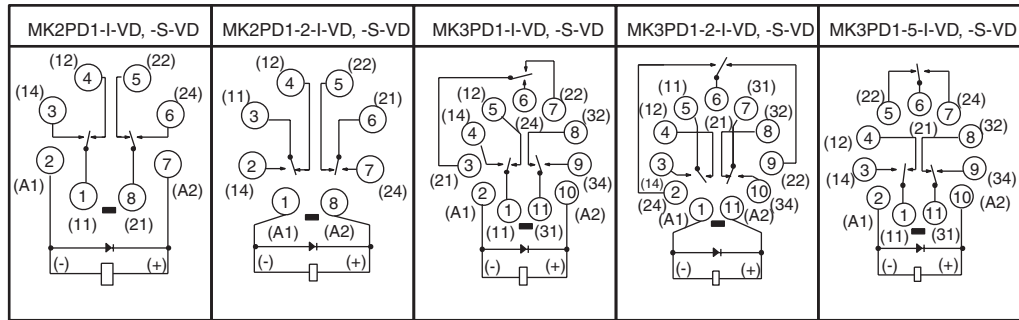 MK2PD1-I-VD, -S-VD
MK2PD1-2-I-VD, -S-VD
MK3PD1-I-VD, -S-VD
MK3PD1-2-I-VD, -S-VD
MK3PD1-5-I-VD, -S-VD
(12) (22)
4 5
(14) (24)
3 6
2 7
(A1) (A2)
1 8
(11) (21)
(-) (+)
(12) (22)
4 5
(11) (21)
3 6
2 7
(14) (24)
1 8
(A1) (A2)
(-) (+)
6
(12) 5 7 (22)
(14) (24) (32)
4 8
3 9
(21) (34)
2 10
(A1) (A2)
1 11
(11) (31)
(-) (+)
6
(11) (31)
5 7
(12) (21) (32)
4 8
3 9
(14) (22)
2 10
(24) (34)
1 11
(A1) (A2)
(-) (+)
6
(22) 5 7 (24)
(12) (21) (32)
4 8
3 9
(14) (34)
2 10
(A1) (A2)
1 11
(11) (31)
(-) (+)